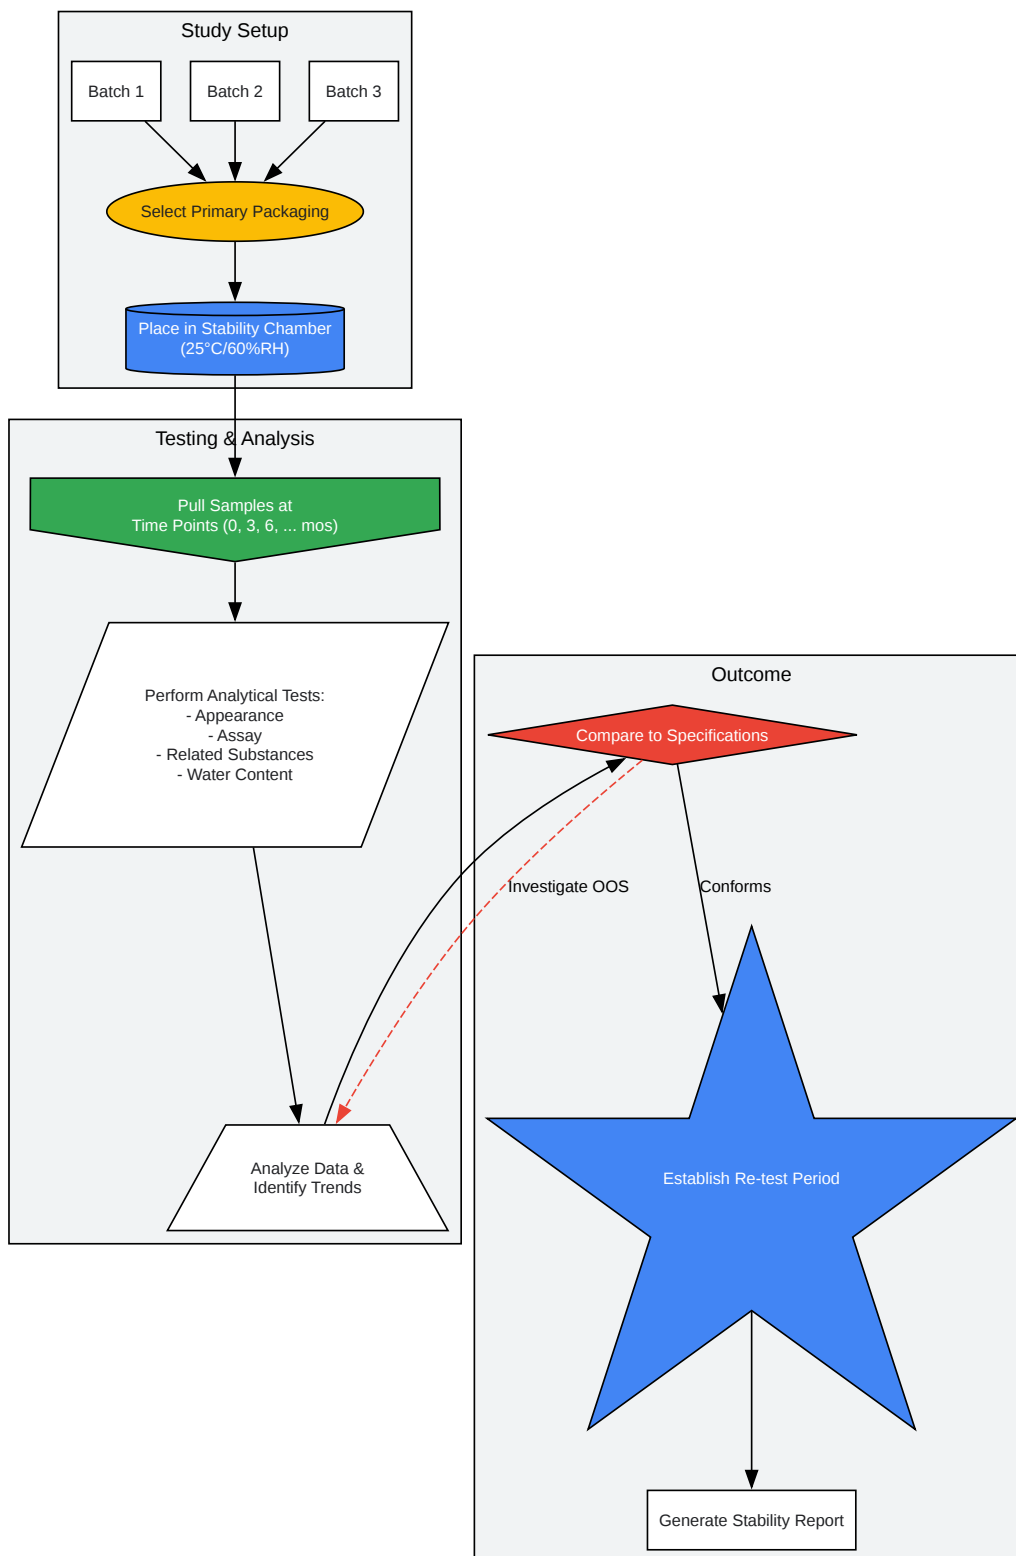 Study Setup
Batch 1
Batch 2
Batch 3
Select Primary Packaging
Place in Stability Chamber
(25°C/60%RH)
Testing & Analysis
Pull Samples at
Time Points (0, 3, 6, ... mos)
Perform Analytical Tests:
- Appearance
- Assay
- Related Substances
- Water Content
Analyze Data &
Identify Trends
Outcome
Compare to Specifications
Investigate OOS
Conforms
Establish Re-test Period
Generate Stability Report